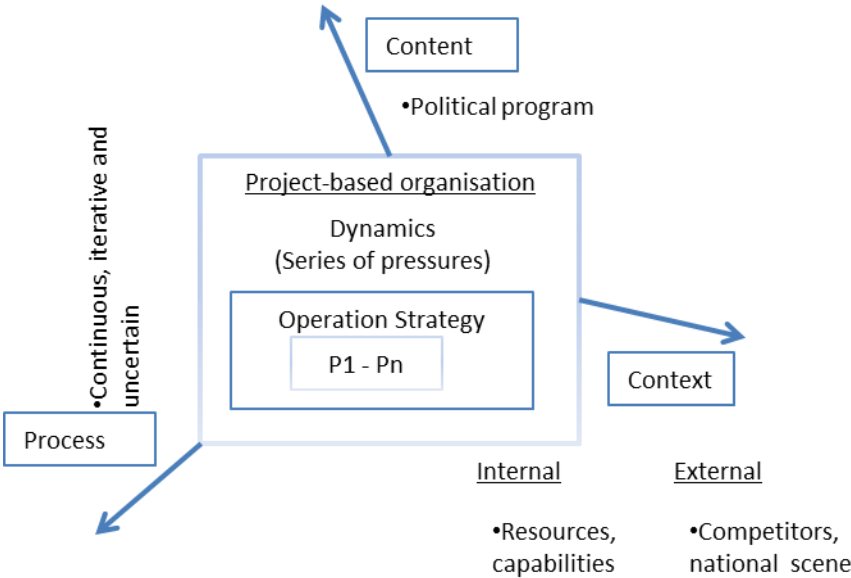 Content
•Political program
•Continuous, iterative and
uncertain
Project-based organisation
Dynamics
(Series of pressures)
Operation Strategy
P1 - Pn
Context
Process
Internal
External
•Resources,
capabilities
•Competitors,
national scene